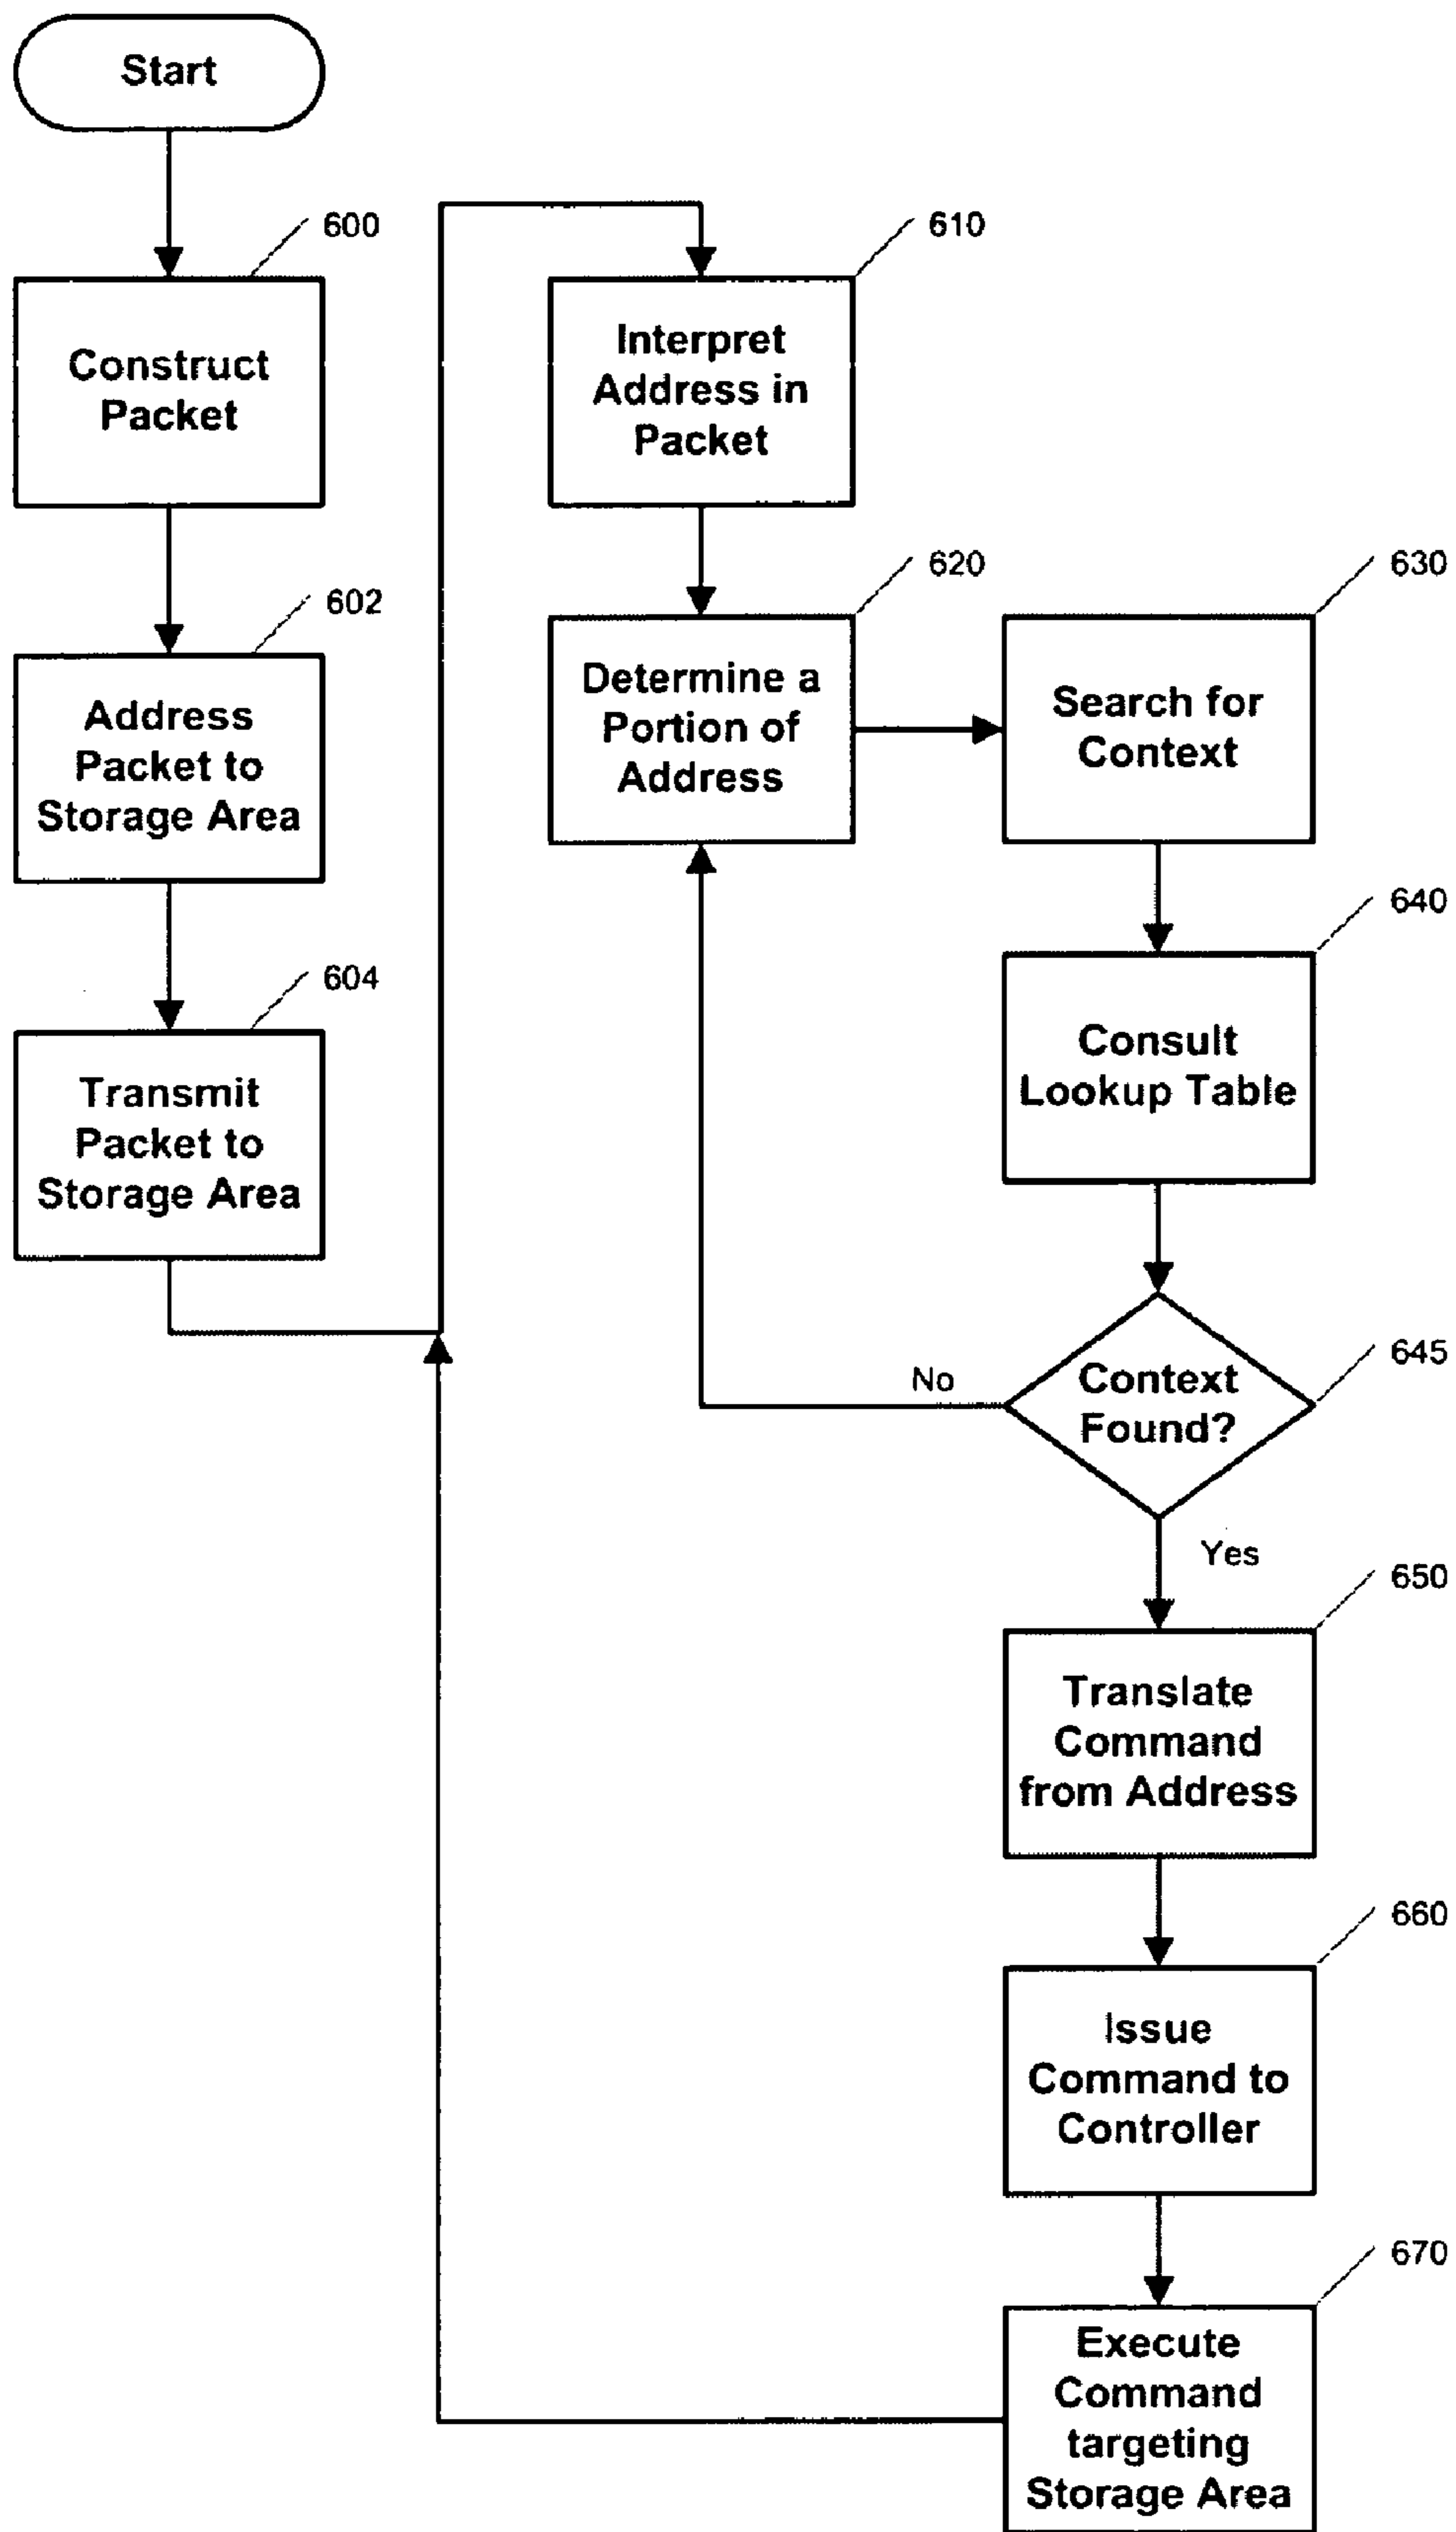 Start
600
Construct
Packet
602
Address
Packet to
Storage Area
604
Transmit
Packet to
Storage Area
610
Interpret
Address in
Packet
620
Determine a
Portion of
Address
630
Search for
Context
640
Consult
Lookup Table
645
Context
Found?
No
Yes
650
Translate
Command
from Address
660
Issue
Command to
Controller
670
Execute
Command
targeting
Storage Area